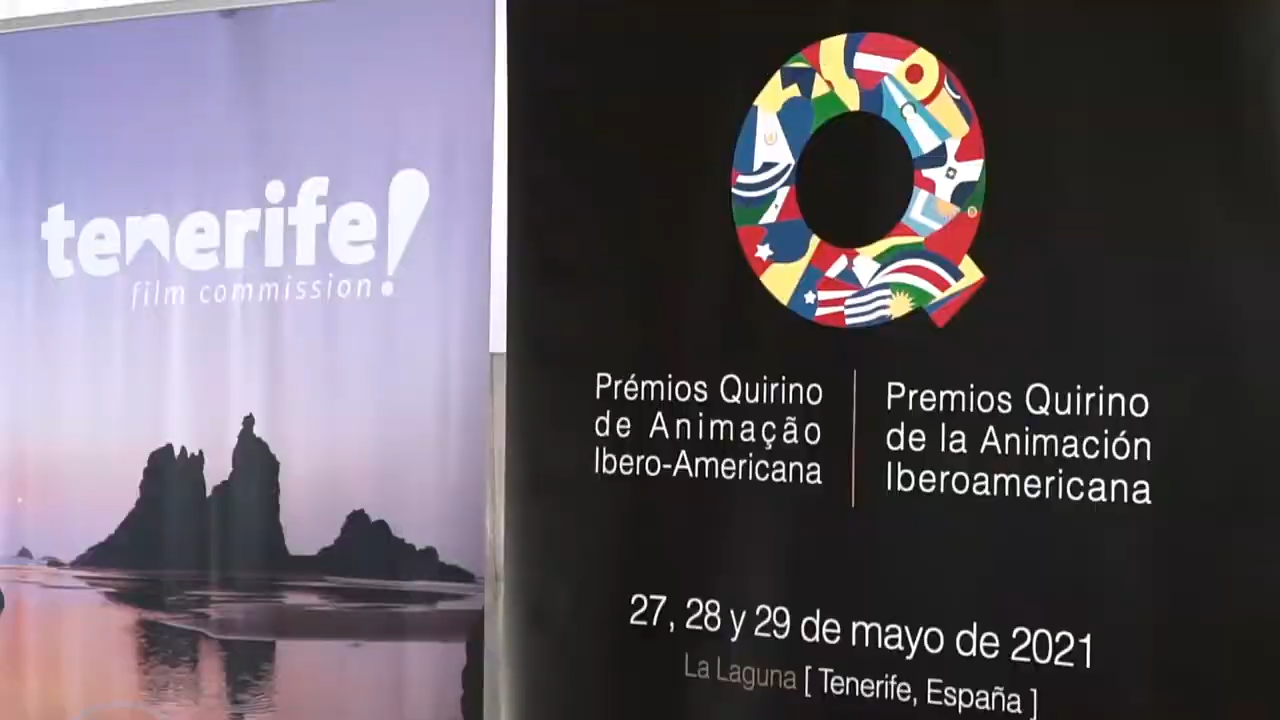 tenerife!
film commission
Prémios Quirino
de Animação
Ibero-Americana
Premios Quirino
de la Animación
Iberoamericana
27, 28 y 29 de mayo de 2021
La Laguna [ Tenerife, España ]